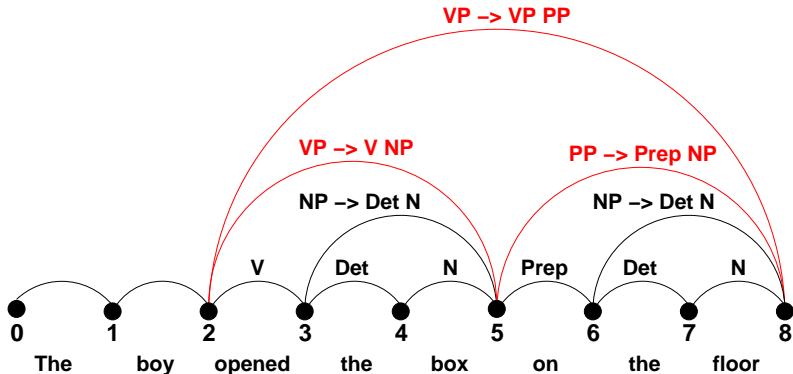 VP –> VP PP
VP –> V NP PP –> Prep NP
NP –> Det N NP –> Det N
V Det N Prep Det N
0 1 2 3 4 5 6 7 8
The boy opened the box on the floor